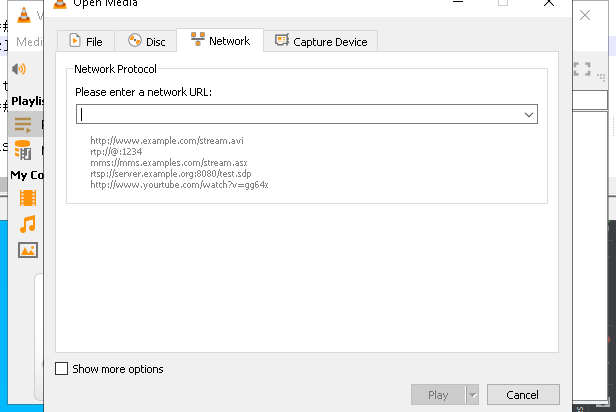 Open Media
Medi
File
Disc
Network
Capture Device
Network Protocol
Please enter a network URL:
http://www.example.com/stream.avi
rtp://@:1234
mms://mms.examples.com/stream.asx
rtsp://server.example.org:8080/test.sdp
http://www.yourtube.com/watch?v=gg64x
Playlis
My Co
Show more options
Play
Cancel